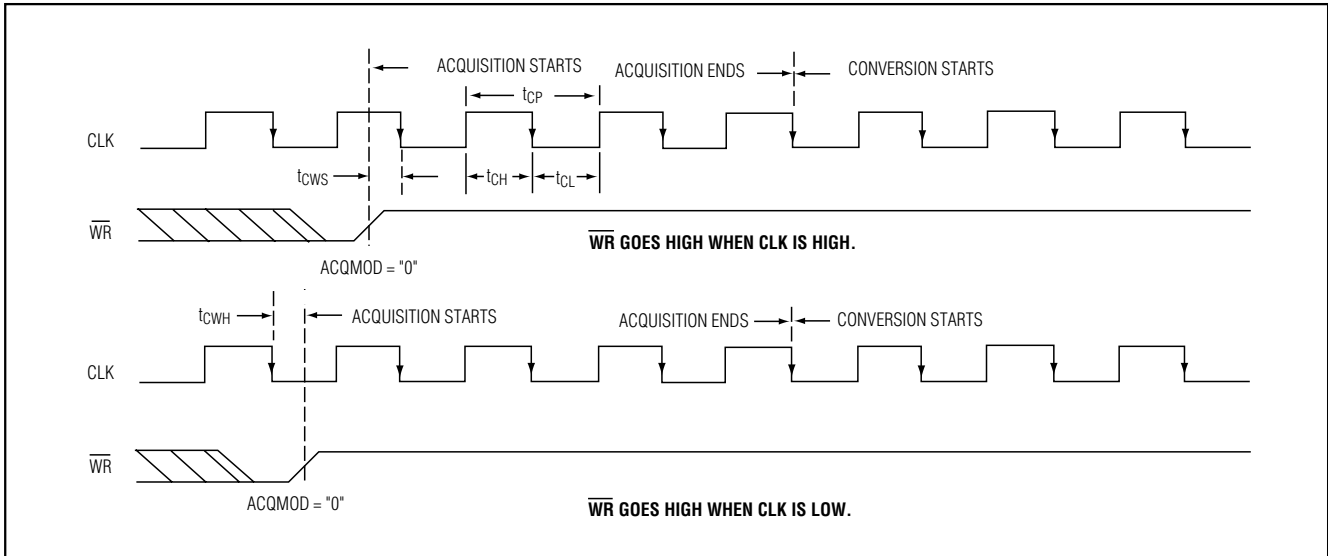 ACQUISITION STARTS ACQUISITION ENDS CONVERSION STARTS
tCP
CLK
tCWS tCH tCL
WR
WR GOES HIGH WHEN CLK IS HIGH.
ACQMOD = "0"
tCWH ACQUISITION STARTS ACQUISITION ENDS CONVERSION STARTS
CLK
WR
ACQMOD = "0"
WR GOES HIGH WHEN CLK IS LOW.